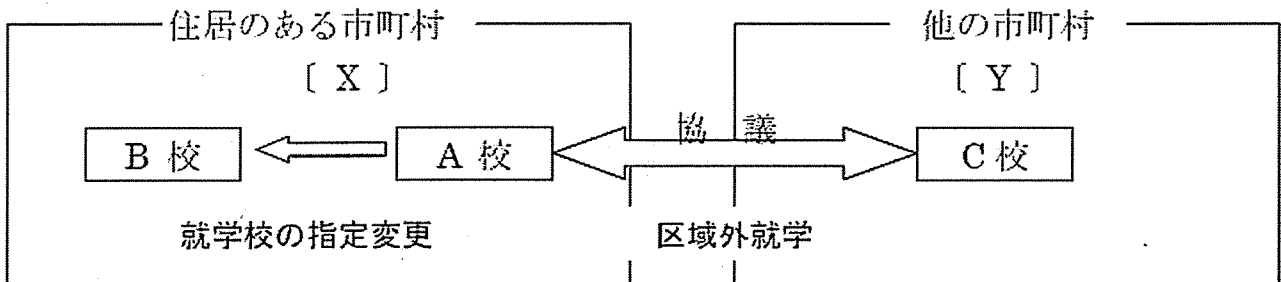 住居のある市町村
他の市町村
〔 X 〕
〔 Y 〕
協 議
B 校
A 校
C 校
就学校の指定変更
区域外就学